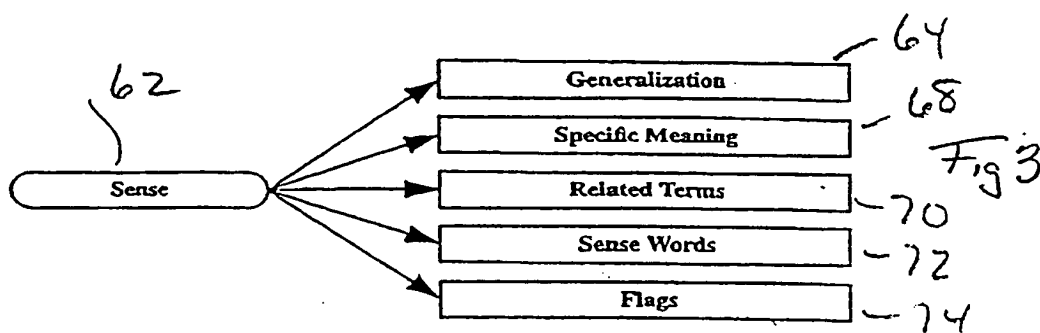 64
Generalization
62
68
Specific Meaning
Fig 3
Sense
Related Terms
70
Sense Words
72
Flags
74